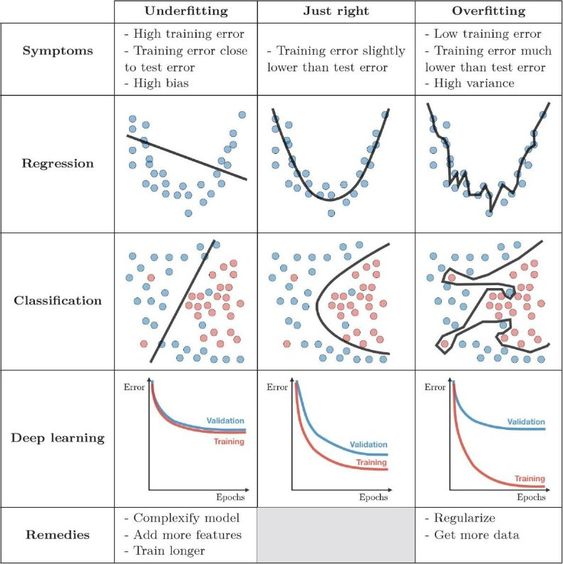 Underfitting
Just right
Overfitting
Symptoms
- High training error
- Training error close
to test error
- High bias
- Training error slightly
lower than test error
- Low training error
- Training error much
lower than test error
- High variance
Regression
Classification
Deep learning
Error
Validation
Training
Epochs
Error
Validation
Training
Epochs
Error
Validation
Training
Epochs
Remedies
- Complexify model
- Add more features
- Train longer
- Regularize
- Get more data